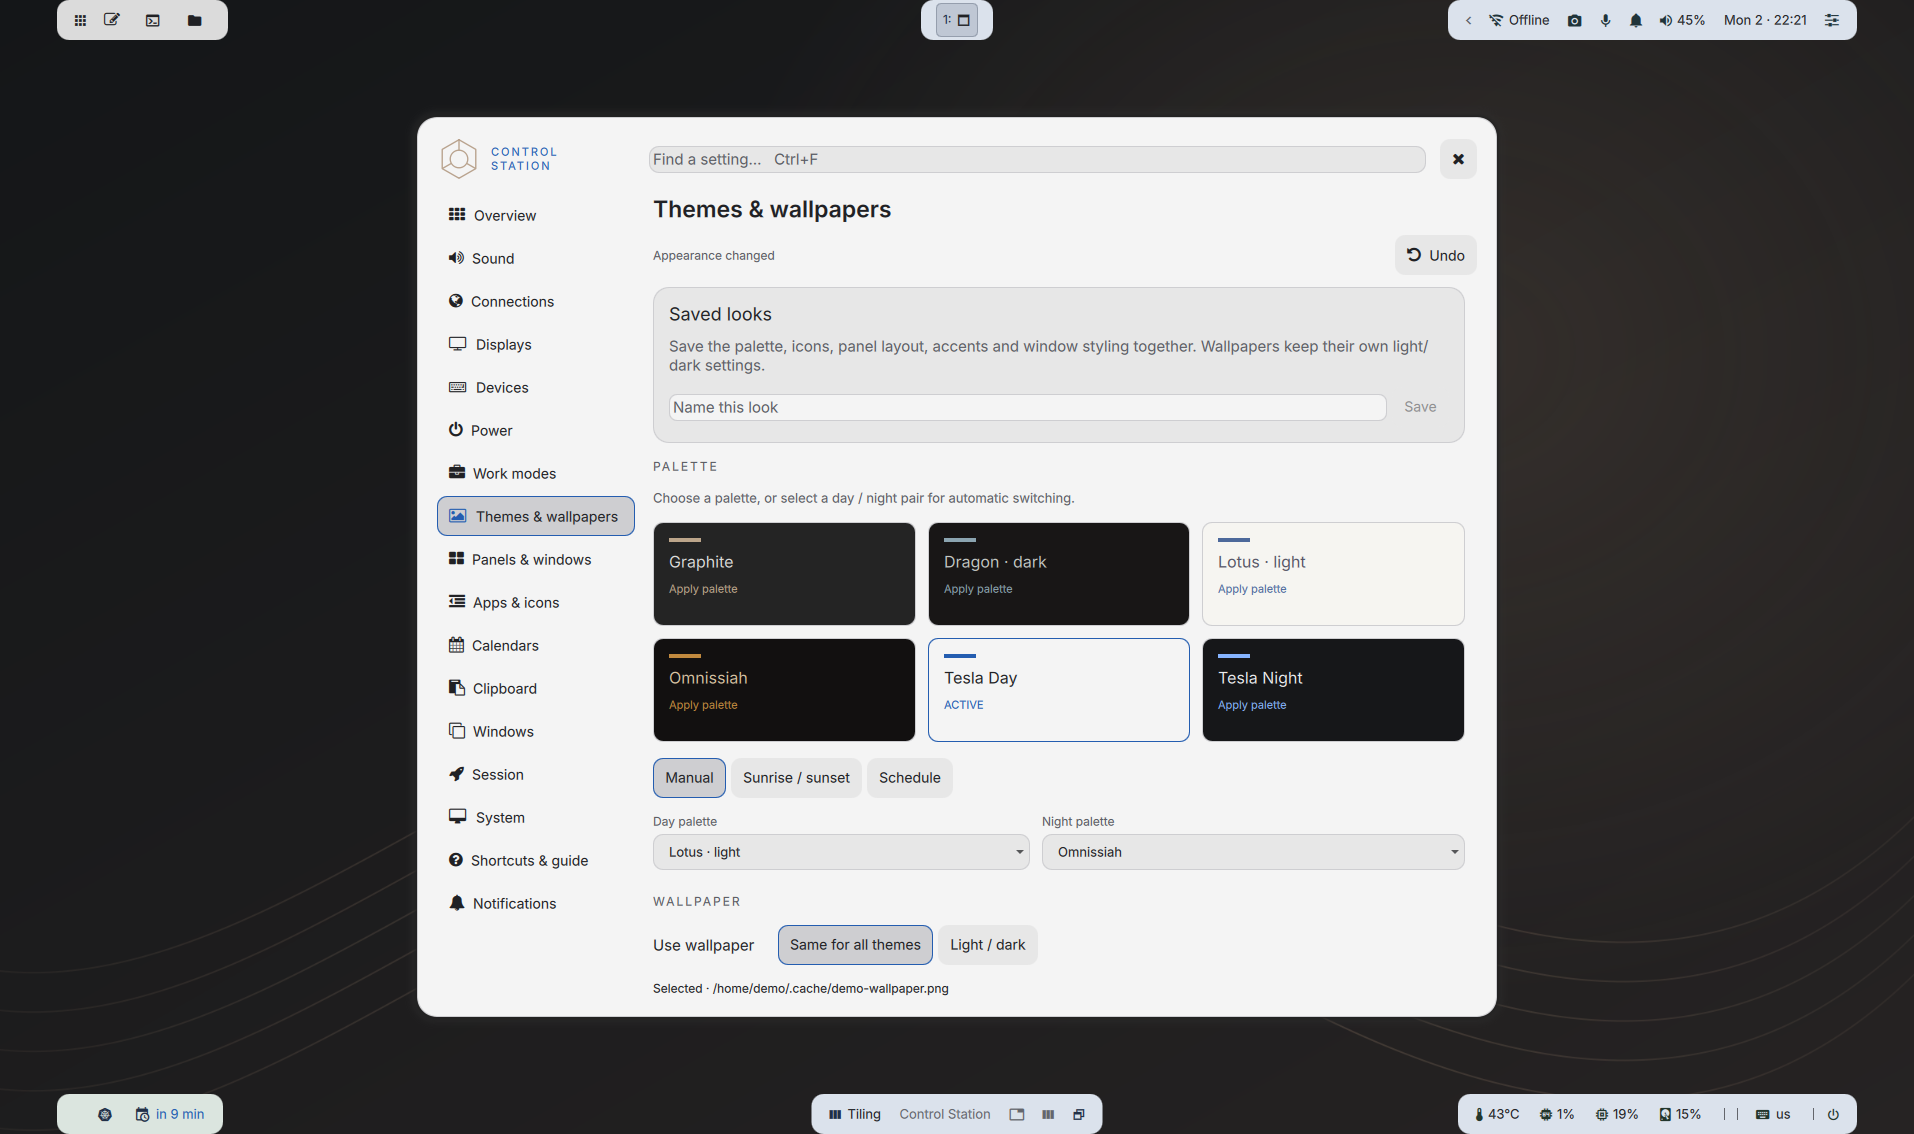 1:
Offline
45%
Mon 2 · 22:21
CONTROL
STATION
Find a setting... Ctrl+F
Overview
Sound
Connections
Displays
Devices
Power
Work modes
Themes & wallpapers
Panels & windows
Apps & icons
Calendars
Clipboard
Windows
Session
System
Shortcuts & guide
Notifications
Themes & wallpapers
Appearance changed
Undo
Saved looks
Save the palette, icons, panel layout, accents and window styling together. Wallpapers keep their own light/
dark settings.
Name this look
Save
PALETTE
Choose a palette, or select a day / night pair for automatic switching.
Graphite
Apply palette
Dragon · dark
Apply palette
Lotus · light
Apply palette
Omnissiah
Apply palette
Tesla Day
ACTIVE
Tesla Night
Apply palette
Manual
Sunrise / sunset
Schedule
Day palette
Night palette
Lotus · light
Omnissiah
WALLPAPER
Use wallpaper
Same for all themes
Light / dark
Selected · /home/demo/.cache/demo-wallpaper.png
in 9 min
Tiling
Control Station
43°C
1%
19%
15%
us